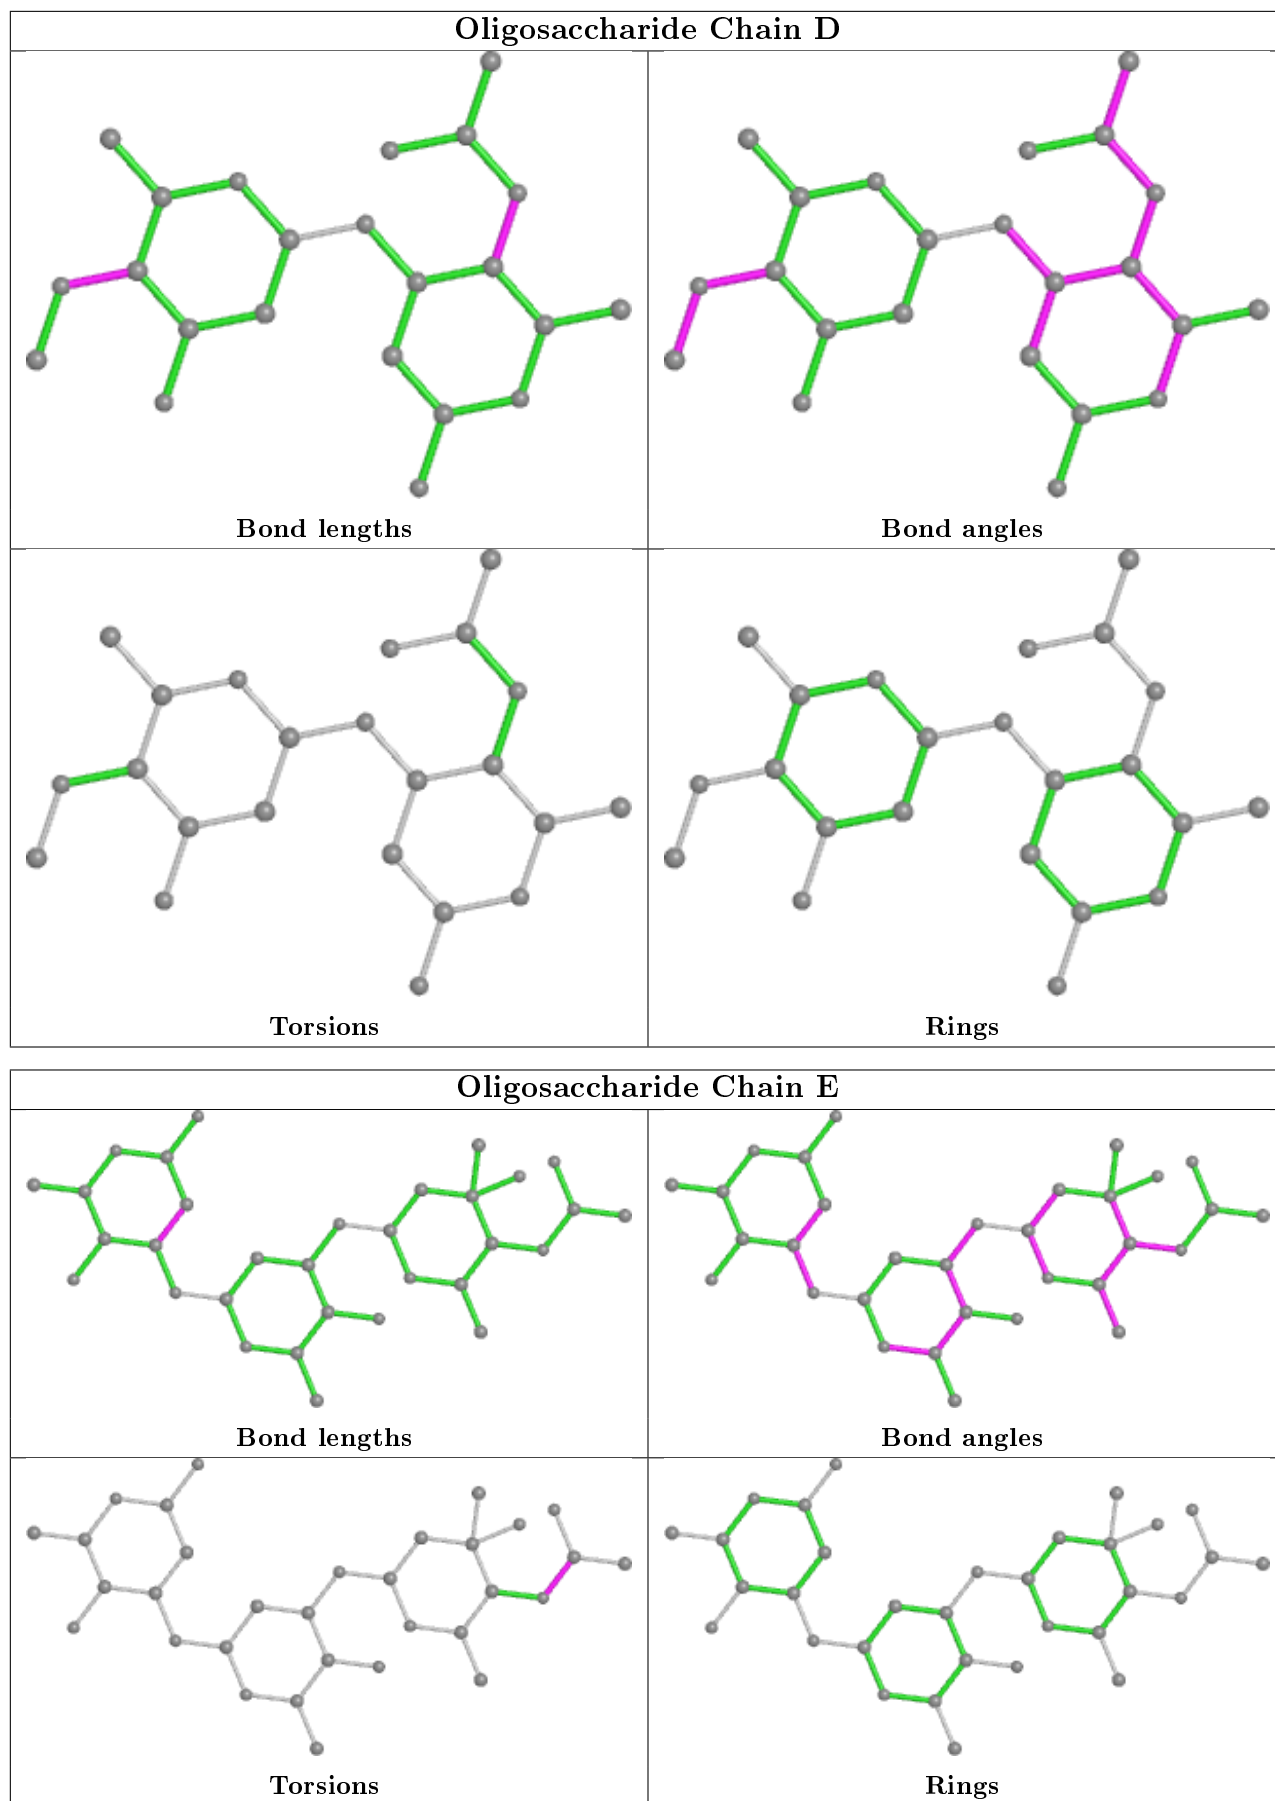 Oligosaccharide Chain D
Bond lengths
Bond angles
Torsions
Rings
Oligosaccharide Chain E
Bond lengths
Bond angles
Torsions
Rings